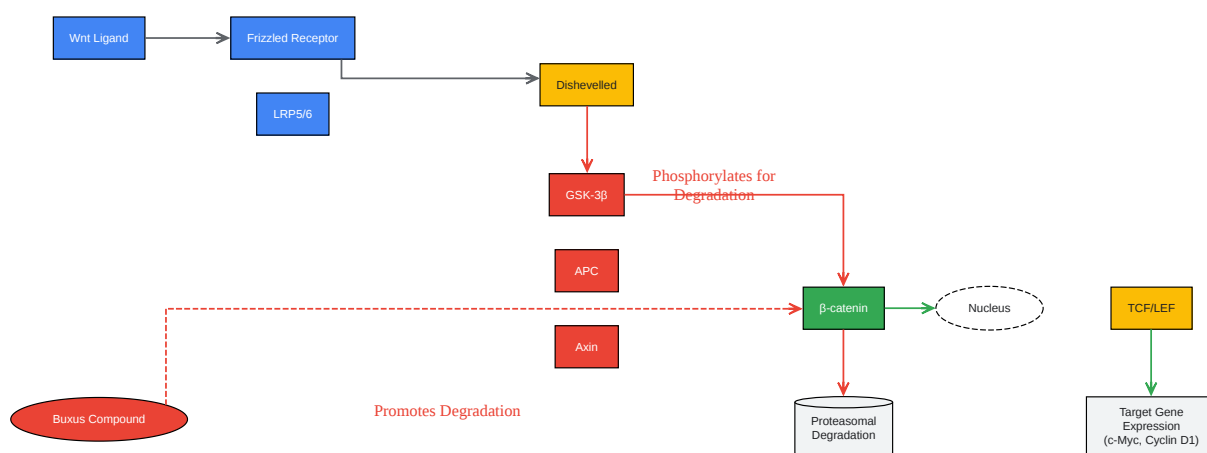 Wnt Ligand
Frizzled Receptor
LRP5/6
Dishevelled
GSK-3β
Phosphorylates for
Degradation
APC
β-catenin
Nucleus
TCF/LEF
Axin
Buxus Compound
Promotes Degradation
Proteasomal
Degradation
Target Gene
Expression
(c-Myc, Cyclin D1)